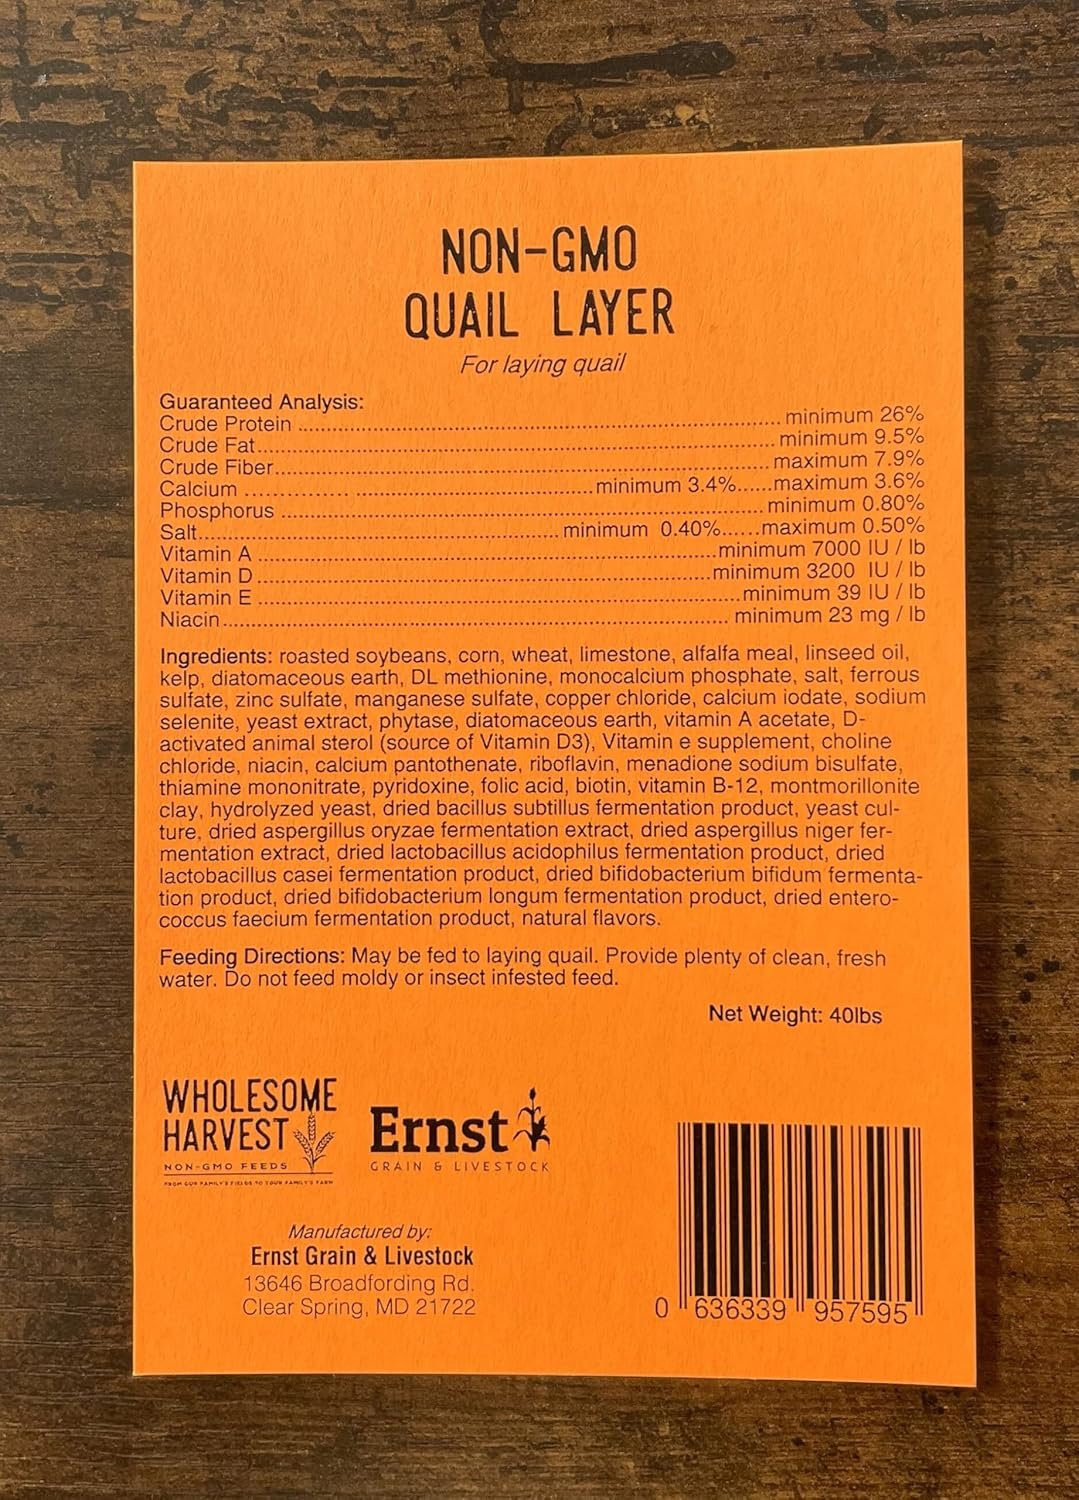 NON-GMO
QUAIL LAYER
For laying quail
Guaranteed Analysis:
Crude Protein ........ minimum 26%
Crude Fat ........ minimum 9.5%
Crude Fiber ........ maximum 7.9%
Calcium ........ minimum 3.4%......maximum 3.6%
Phosphorus ........ minimum 0.80%
Salt ........ minimum 0.40%......maximum 0.50%
Vitamin A ........ minimum 7000 IU / lb
Vitamin D ........ minimum 3200 IU / lb
Vitamin E ........ minimum 39 IU / lb
Niacin ........ minimum 23 mg / lb
Ingredients: roasted soybeans, corn, wheat, limestone, alfalfa meal, linseed oil,
kelp, diatomaceous earth, DL methionine, monocalcium phosphate, salt, ferrous
sulfate, zinc sulfate, manganese sulfate, copper chloride, calcium iodate, sodium
selenite, yeast extract, phytase, diatomaceous earth, vitamin A acetate, D-
activated animal sterol (source of Vitamin D3), Vitamin e supplement, choline
chloride, niacin, calcium pantothenate, riboflavin, menadione sodium bisulfate,
thiamine mononitrate, pyridoxine, folic acid, biotin, vitamin B-12, montmorillonite
clay, hydrolyzed yeast, dried bacillus subtillus fermentation product, yeast cul-
ture, dried aspergillus oryzae fermentation extract, dried aspergillus niger fer-
mentation extract, dried lactobacillus acidophilus fermentation product, dried
lactobacillus casei fermentation product, dried bifidobacterium bifidum fermenta-
tion product, dried bifidobacterium longum fermentation product, dried entero-
coccus faecium fermentation product, natural flavors.
Feeding Directions: May be fed to laying quail. Provide plenty of clean, fresh
water. Do not feed moldy or insect infested feed.
Net Weight: 40lbs
WHOLESOME
HARVEST
NON-GMO FEEDS
FROM OUR FAMILY'S FIELDS TO YOUR FAMILY'S FARM
Ernst
GRAIN & LIVESTOCK
Manufactured by:
Ernst Grain & Livestock
13646 Broadfording Rd.
Clear Spring, MD 21722
0 636339 957595